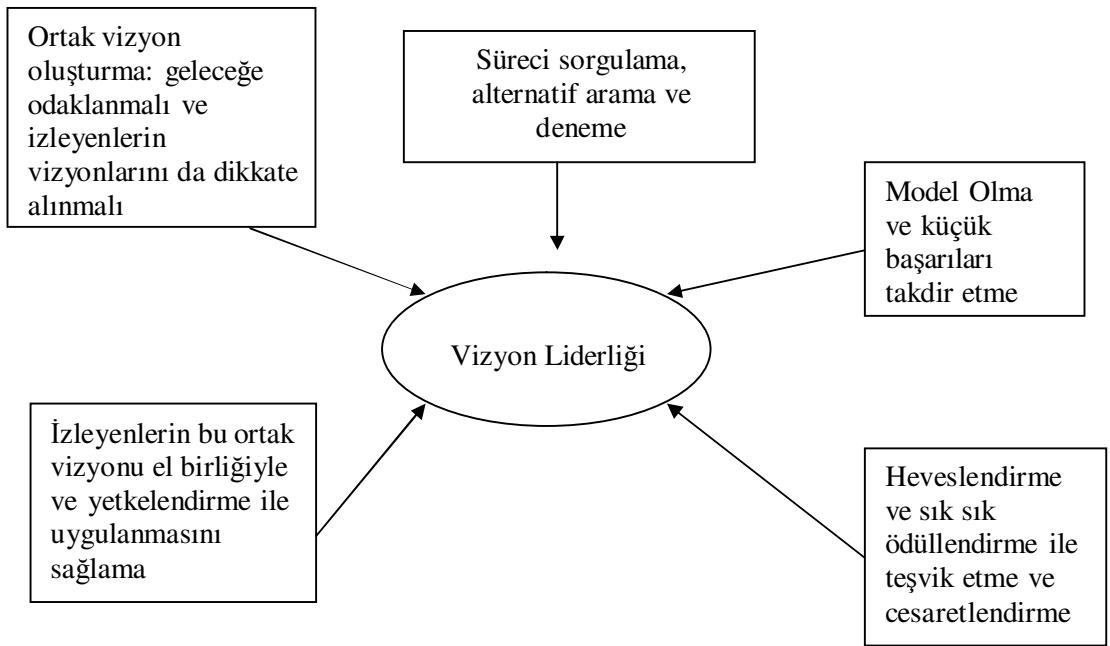 Ortak vizyon
oluşturma: geleceğe
odaklanmalı ve
izleyenlerin
vizyonlarını da dikkate
alınmalı
Süreci sorgulama,
alternatif arama ve
deneme
Model Olma
ve küçük
başarıları
takdir etme
Vizyon Liderliği
İzleyenlerin bu ortak
vizyonu el birliğiyle
ve yetkelendirme ile
uygulanmasını
sağlama
Heveslendirme
ve sık sık
ödüllendirme ile
teşvik etme ve
cesaretlendirme